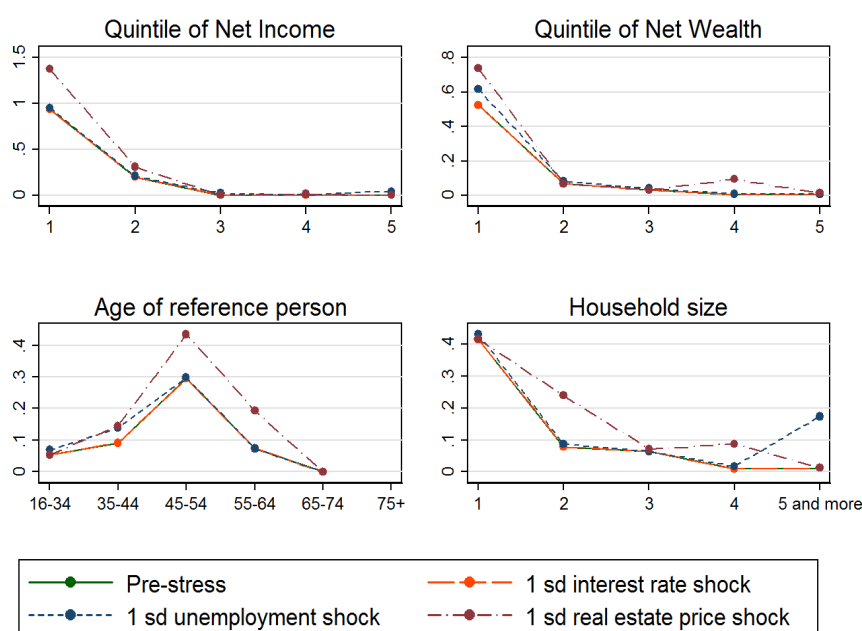 Quintile of Net Income
Quintile of Net Wealth
1.5
1
.5
0
1 2 3 4 5
.8
.6
.4
.2
0
1 2 3 4 5
Age of reference person
Household size
.4
.3
.2
.1
0
16-34 35-44 45-54 55-64 65-74 75+
.4
.3
.2
.1
0
1 2 3 4 5 and more
Pre-stress
1 sd interest rate shock
1 sd unemployment shock
1 sd real estate price shock